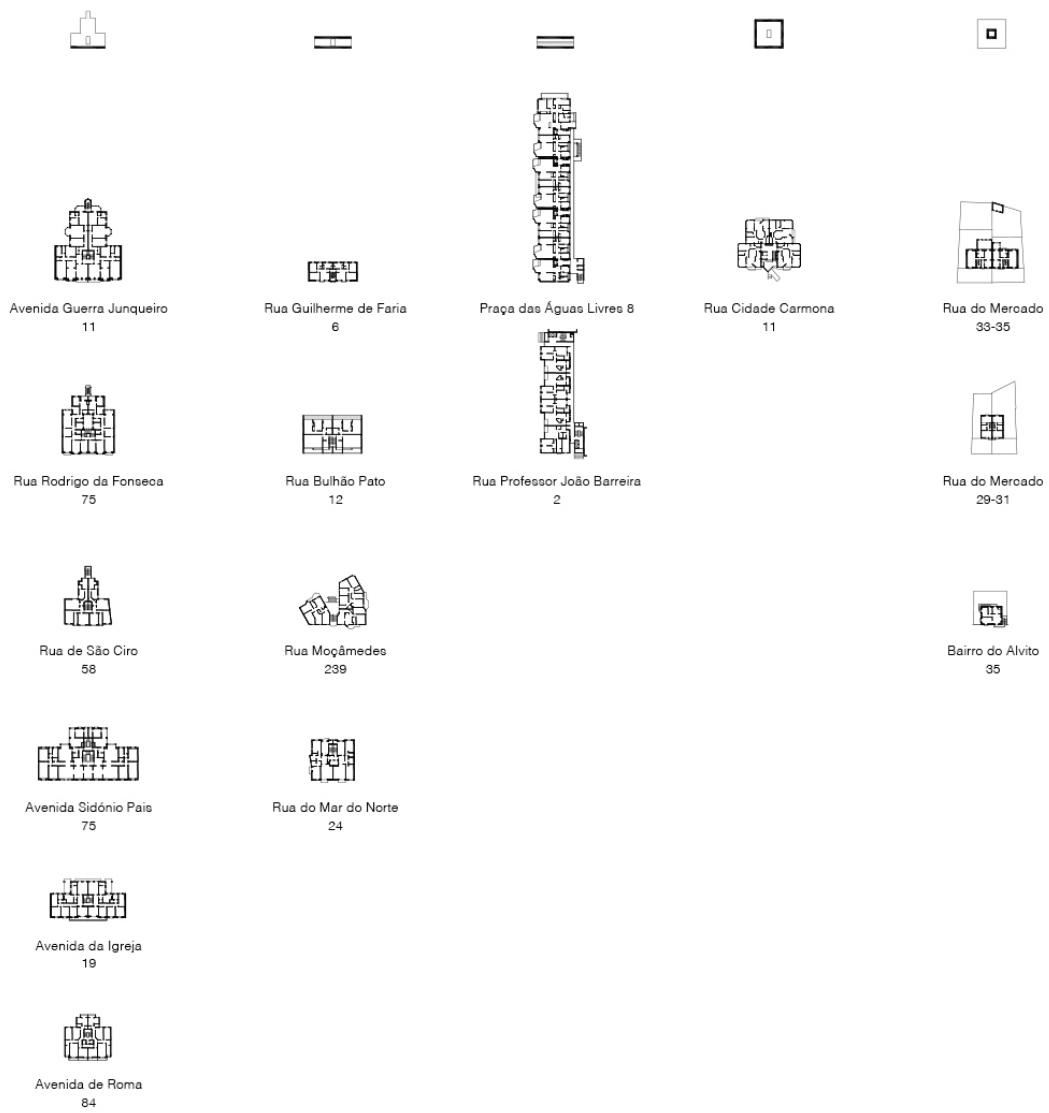 Avenida Guerra Junqueiro
11
Rua Guilherme de Faria
6
Praça das Águas Livres 8
Rua Cidade Carmona
11
Rua do Mercado
33-35
Rua Rodrigo da Fonseca
75
Rua Bulhão Pato
12
Rua Professor João Barreira
2
Rua do Mercado
29-31
Rua de São Ciro
58
Rua Moçâmedes
239
Bairro do Alvito
35
Avenida Sidónio Pais
75
Rua do Mar do Norte
24
Avenida da Igreja
19
Avenida de Roma
84